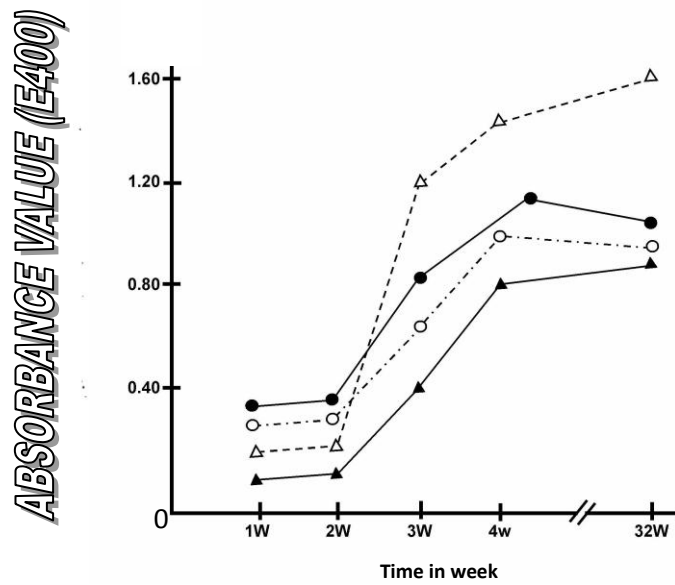 ABSORBANCE VALUE (E400)
1.60
1.20
0.80
0.40
0
1W 2W 3W 4w 32W
Time in week